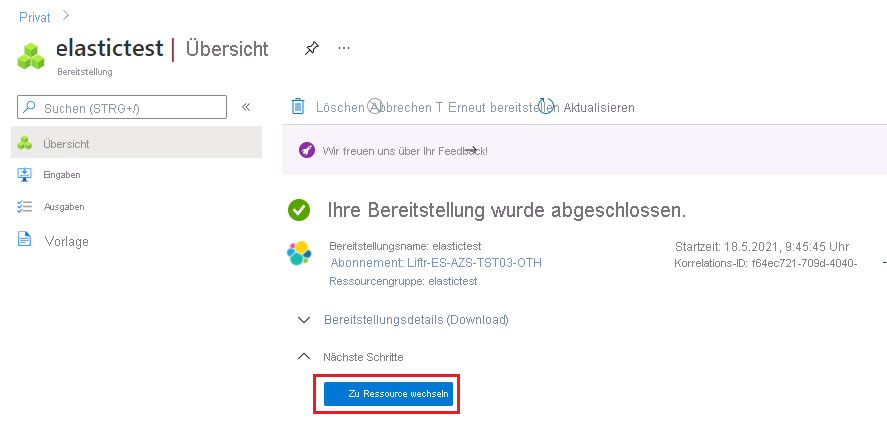 Privat
elastictest | Übersicht
Bereitstellung
Suchen (STRG+/)
Löschen Abbrechen T Erneut bereitstellen Aktualisieren
Übersicht
Wir freuen uns über Ihr Feedback!
Eingaben
Ausgaben
Vorlage
Ihre Bereitstellung wurde abgeschlossen.
Bereitstellungsname: elastictest
Startzeit: 18.5.2021, 9:45:45 Uhr
Abonnement: Liftr-ES-AZS-TST03-OTH
Korrelations-ID: f64ec721-709d-4040-
Ressourcengruppe: elastictest
Bereitstellungsdetails (Download)
Nächste Schritte
Zu Ressource wechseln